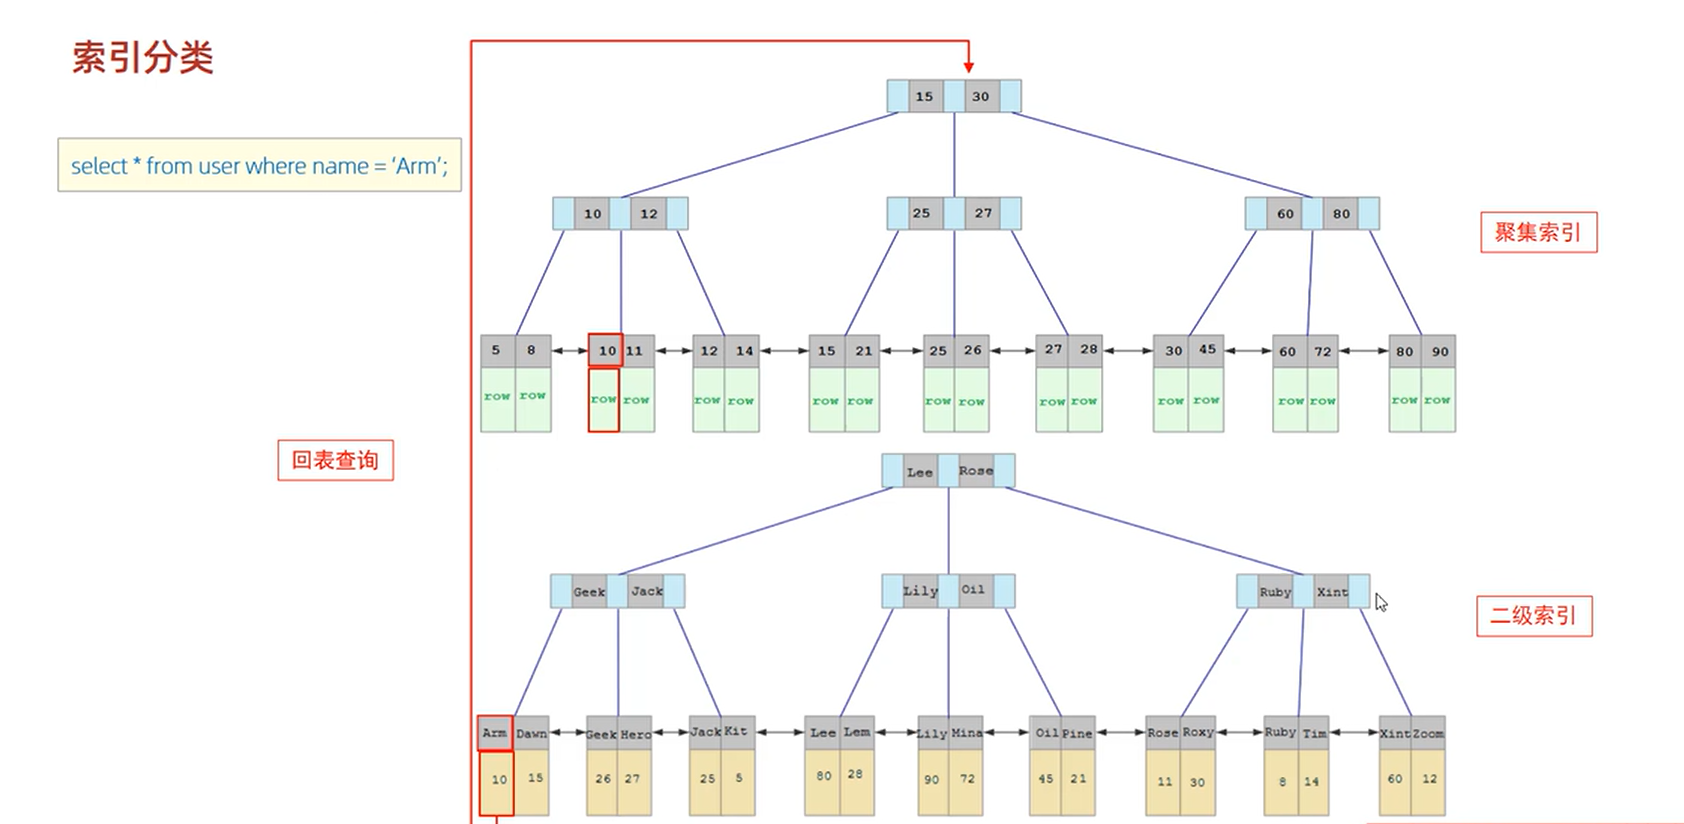 索引分类
select * from user where name = ‘Arm’;
15 30
10 12 25 27 60 80
聚集索引
5 8 10 11 12 14 15 21 25 26 27 28 30 45 60 72 80 90
row row row row row row row row row row row row row row row row row row
回表查询
Lee Rose
Geek Jack Lily Oil Ruby Xint
二级索引
Arm Dawn Geek Hero Jack Kit Lee Lem Lily Mina Oil Pine Rose Roxy Ruby Tim Xint Zoom
10 15 26 27 25 5 80 28 90 72 45 21 11 30 8 14 60 12